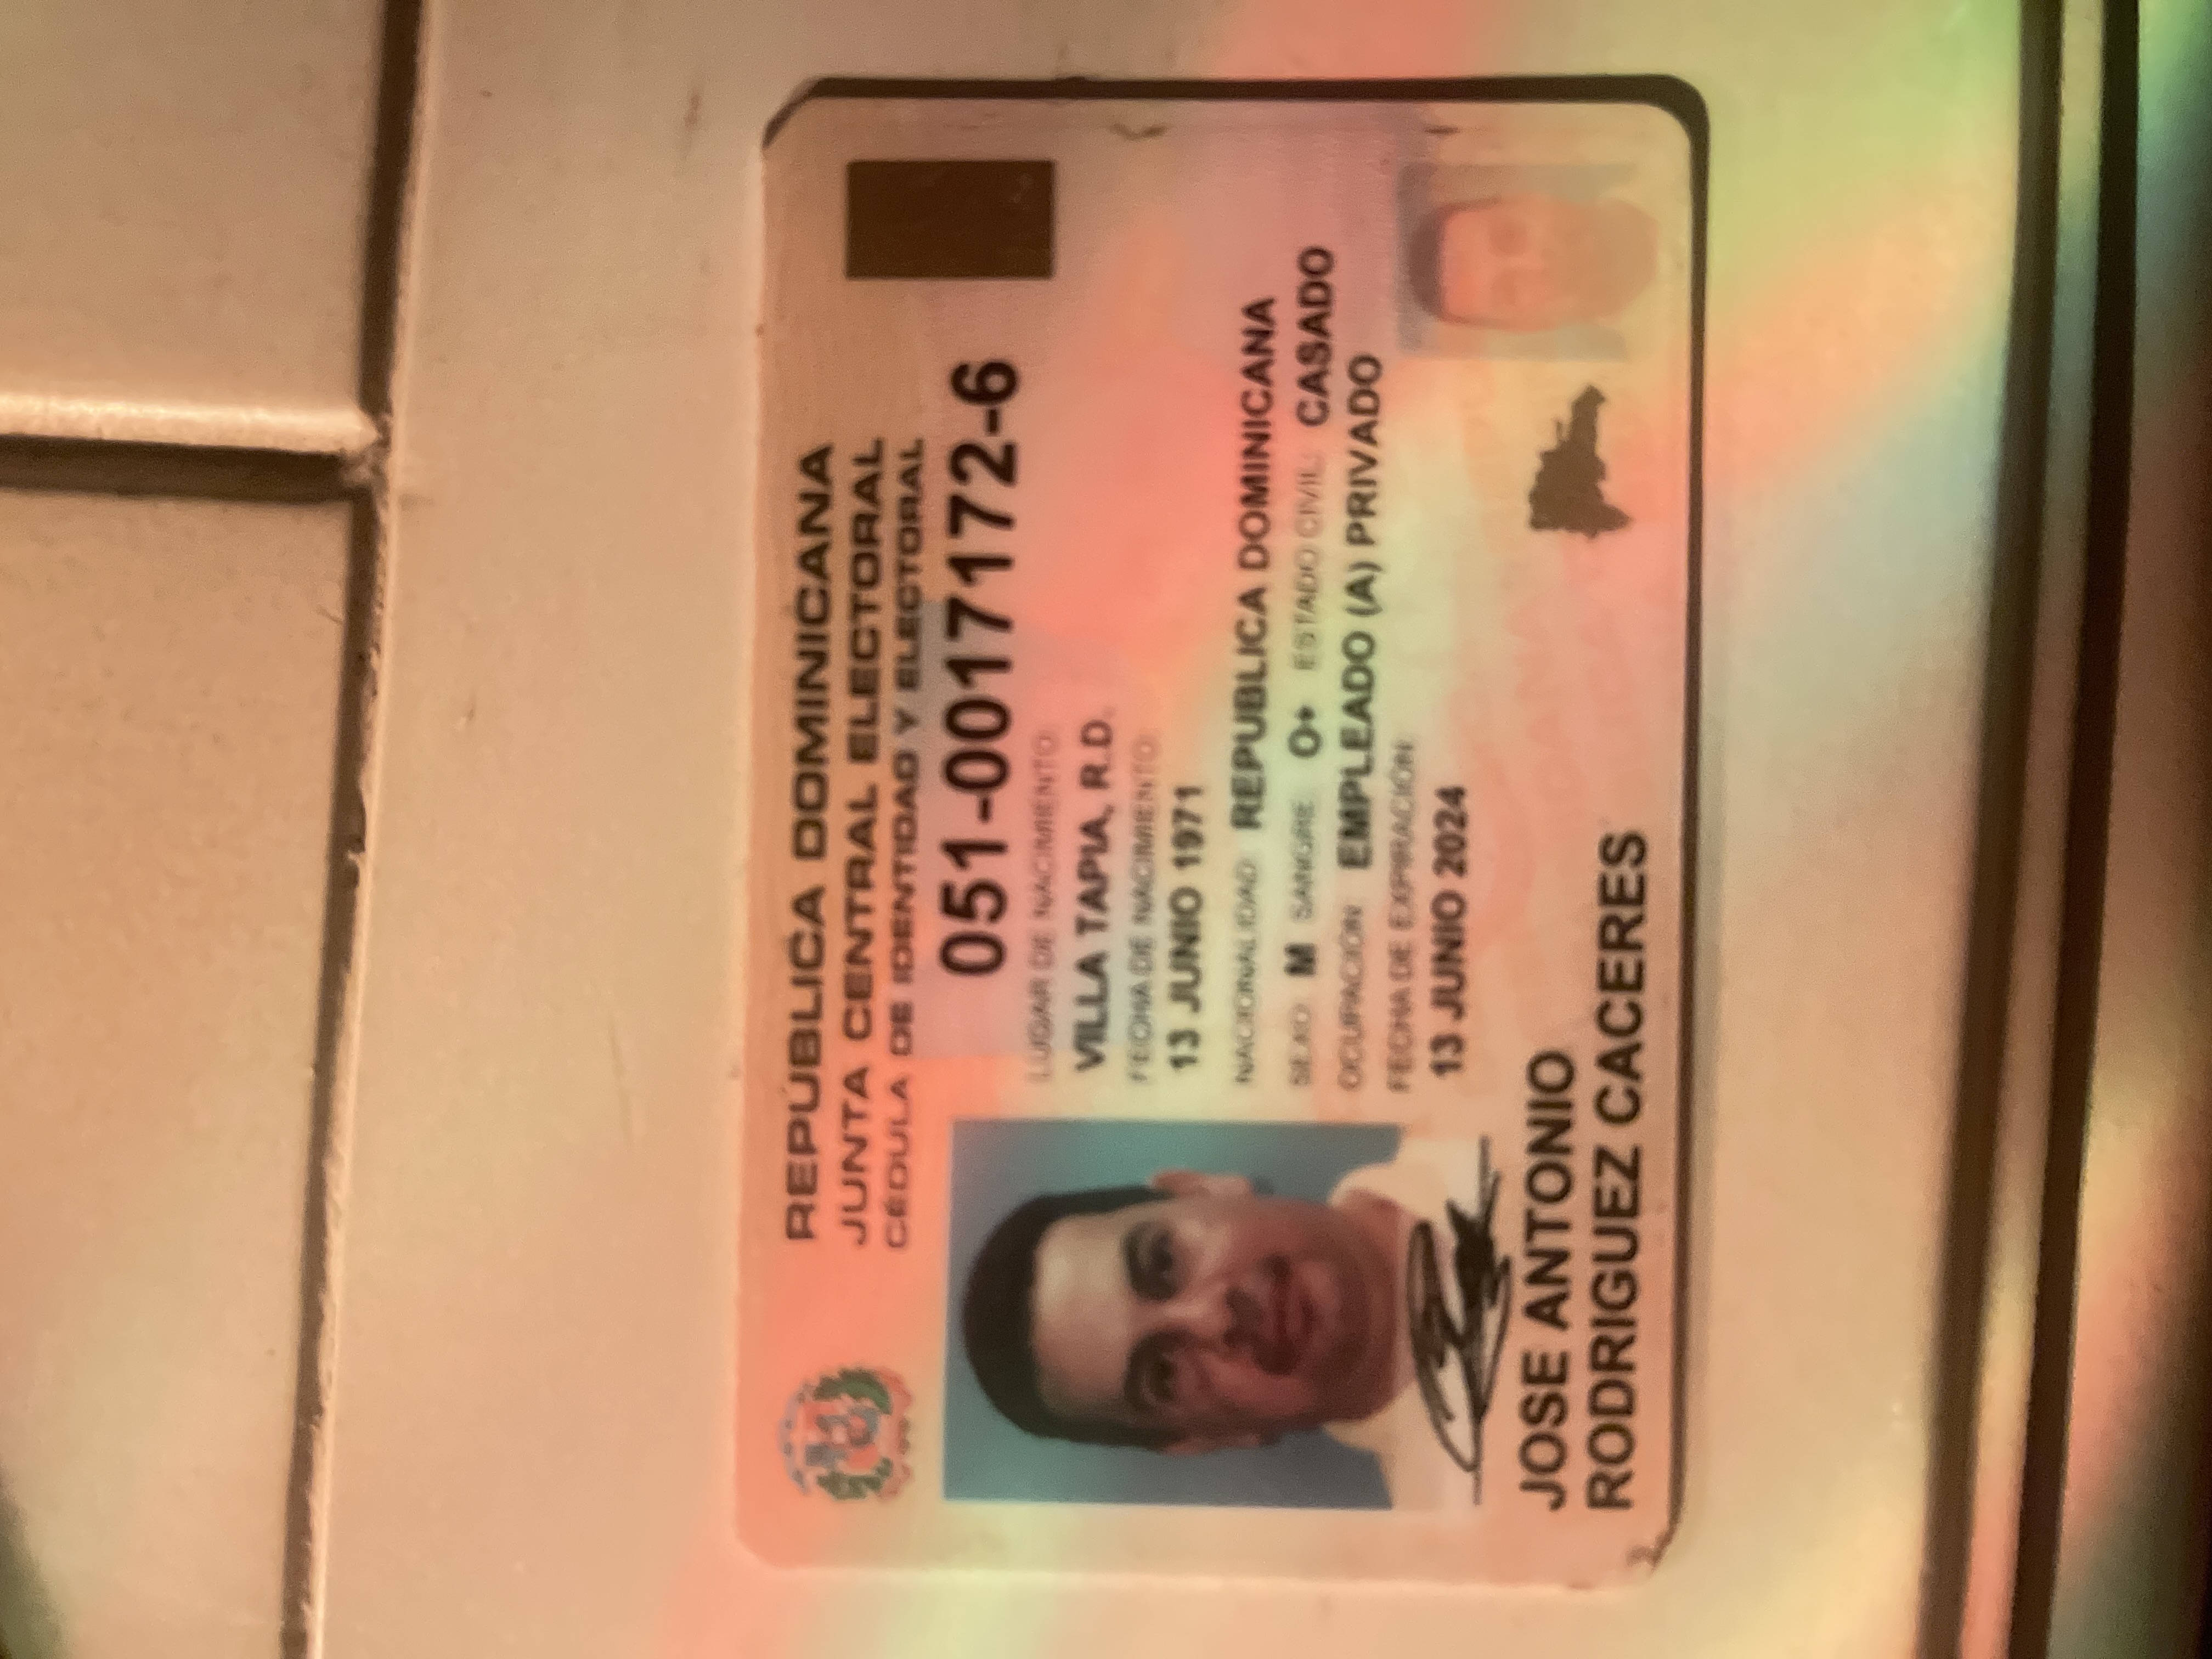 REPÚBLICA DOMINICANA
JUNTA CENTRAL ELECTORAL
CÉDULA DE IDENTIDAD Y ELECTORAL
051-0017172-6
LUGAR DE NACIMIENTO:
VILLA TAPIA, R.D.
FECHA DE NACIMIENTO:
13 JUNIO 1971
NACIONALIDAD: REPUBLICA DOMINICANA
SEXO: M SANGRE: O+ ESTADO CIVIL: CASADO
OCUPACIÓN: EMPLEADO (A) PRIVADO
FECHA DE EXPIRACIÓN:
13 JUNIO 2024
JOSE ANTONIO
RODRIGUEZ CACERES